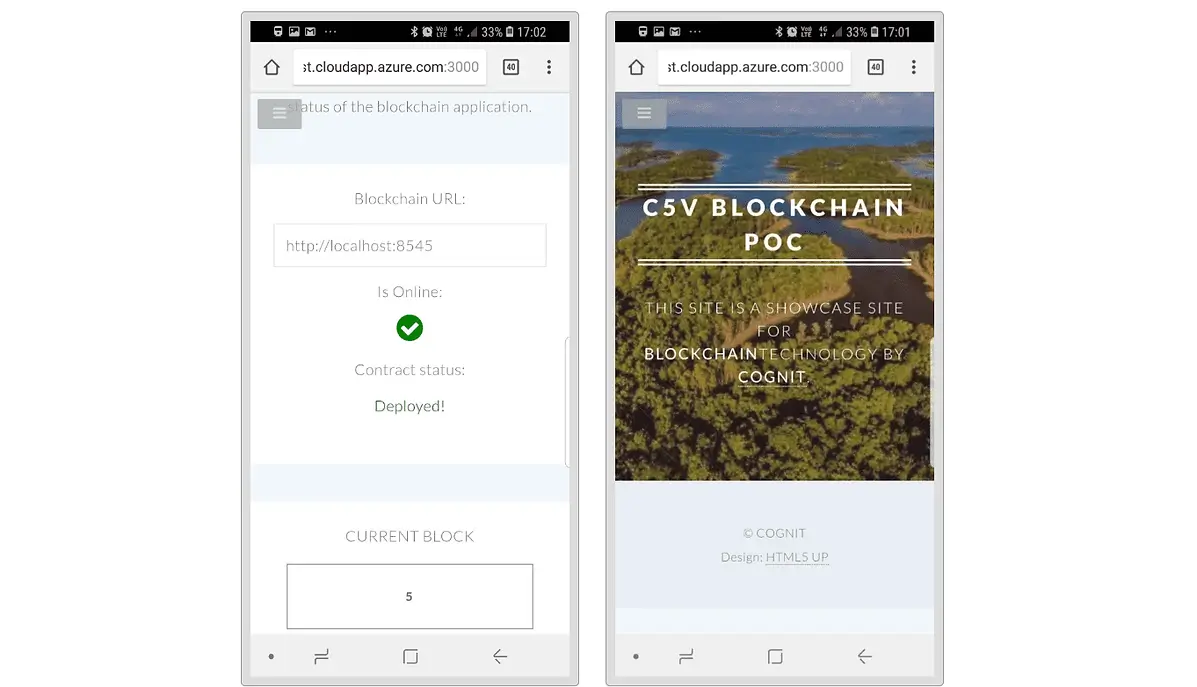 33% 17:02
st.cloudapp.azure.com:3000 40
status of the blockchain application.
Blockchain URL:
http://localhost:8545
Is Online:
Contract status:
Deployed!
CURRENT BLOCK
5
33% 17:01
st.cloudapp.azure.com:3000 40
C5V BLOCKCHAIN
POC
THIS SITE IS A SHOWCASE SITE
FOR
BLOCKCHAINTECHNOLOGY BY
COGNIT.
© COGNIT
Design: HTML5 UP